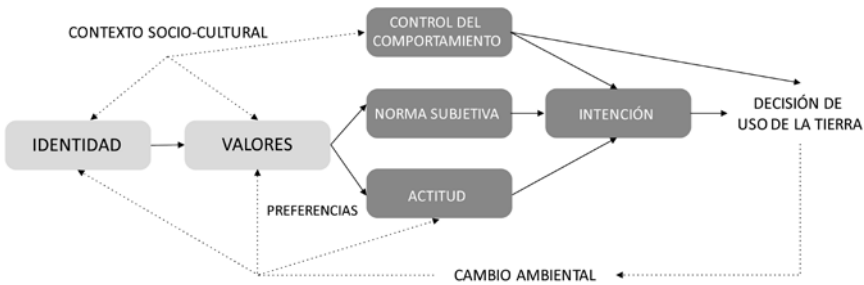 CONTEXTO SOCIO-CULTURAL
CONTROL DEL
COMPORTAMIENTO
IDENTIDAD
VALORES
NORMA SUBJETIVA
INTENCIÓN
DECISIÓN DE
USO DE LA TIERRA
PREFERENCIAS
ACTITUD
CAMBIO AMBIENTAL